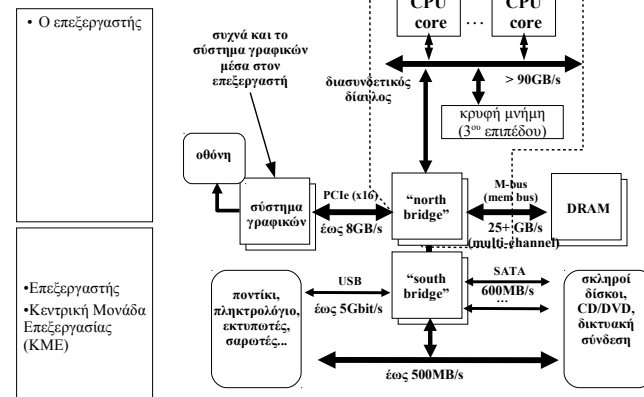 • Ο επεξεργαστής
•Επεξεργαστής
•Κεντρική Μονάδα
Επεξεργασίας
(ΚΜΕ)
CPU
core
...
CPU
core
συχνά και το
σύστημα γραφικών
μέσα στον
επεξεργαστή
διασυνδετικός
δίαυλος
> 90GB/s
κρυφή μνήμη
(3ου επιπέδου)
οθόνη
σύστημα
γραφικών
PCIe (x16)
έως 8GB/s
“north
bridge”
M-bus
(mem bus)
25+ GB/s
(multi-channel)
DRAM
ποντίκι,
πληκτρολόγιο,
εκτυπωτές,
σαρωτές...
USB
έως 5Gbit/s
“south
bridge”
SATA
600MB/s
...
σκληροί
δίσκοι,
CD/DVD,
δικτυακή
σύνδεση
έως 500MB/s